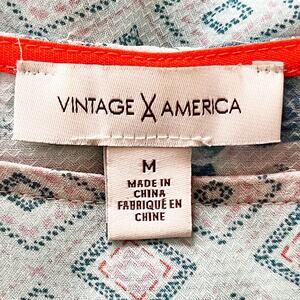 VINTAGE AMERICA
M
MADE IN
CHINA
FABRIQUÉ EN
CHINE